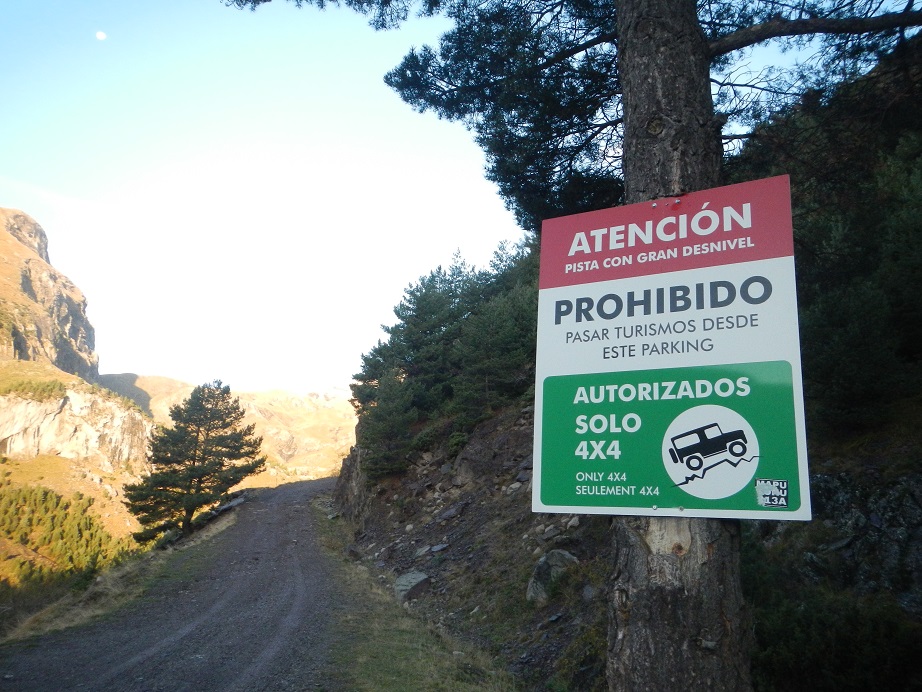 ATENCIÓN
PISTA CON GRAN DESNIVEL
PROHIBIDO
PASAR TURISMOS DESDE
ESTE PARKING
AUTORIZADOS
SOLO
4X4
ONLY 4X4
SEULEMENT 4X4